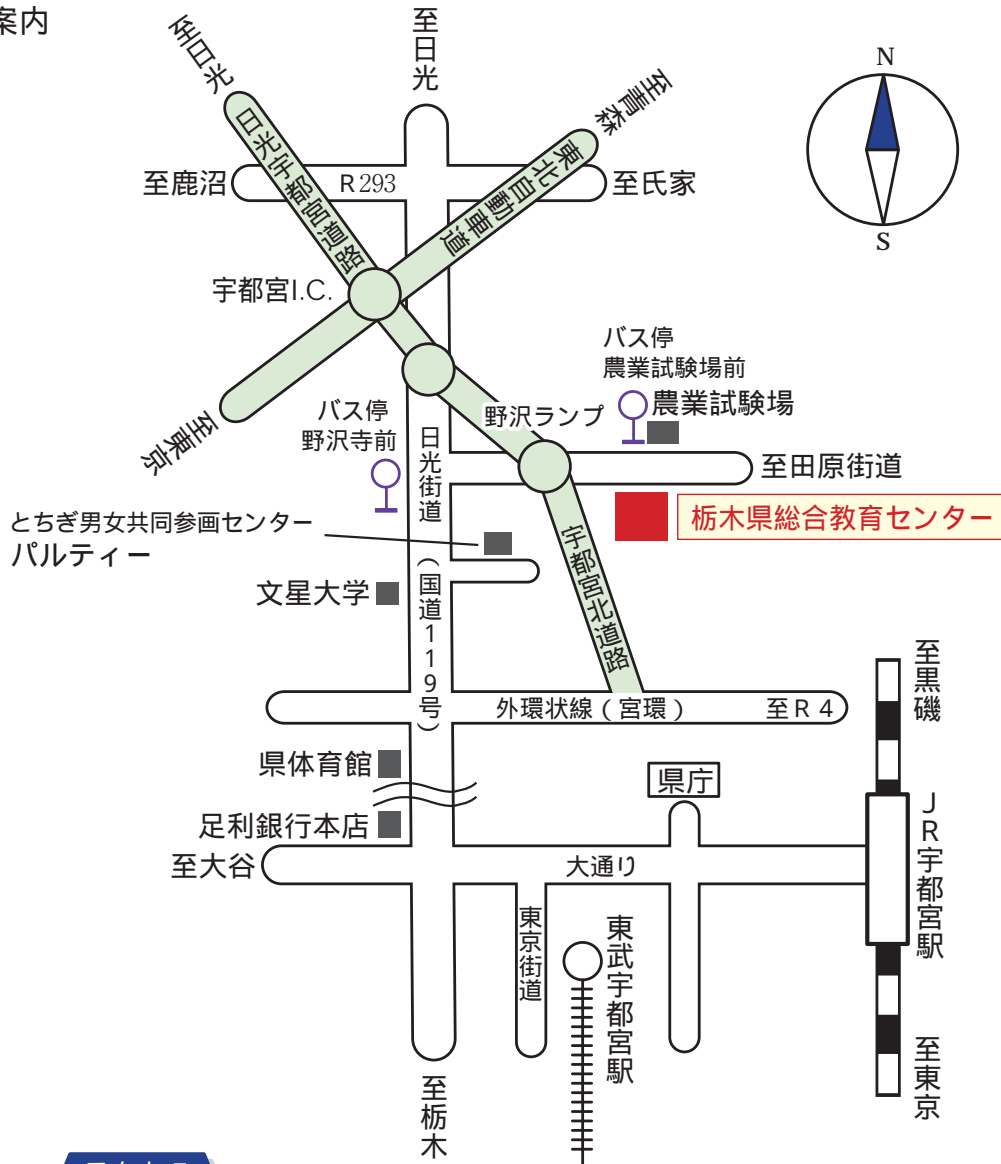 案内
至日光
至日光
至青森
N
S
日光宇都宮道路
東北自動車道
至鹿沼
R293
至氏家
宇都宮I.C.
バス停
農業試験場前
農業試験場
バス停
野沢寺前
野沢ランプ
至東京
日光街道
至田原街道
栃木県総合教育センター
とちぎ男女共同参画センター
パルティー
文星大学
(国道119号)
宇都宮北道路
外環状線(宮環)
至R4
至黒磯
県体育館
県庁
足利銀行本店
至大谷
大通り
JR宇都宮駅
東京街道
東武宇都宮駅
至東京
至栃木